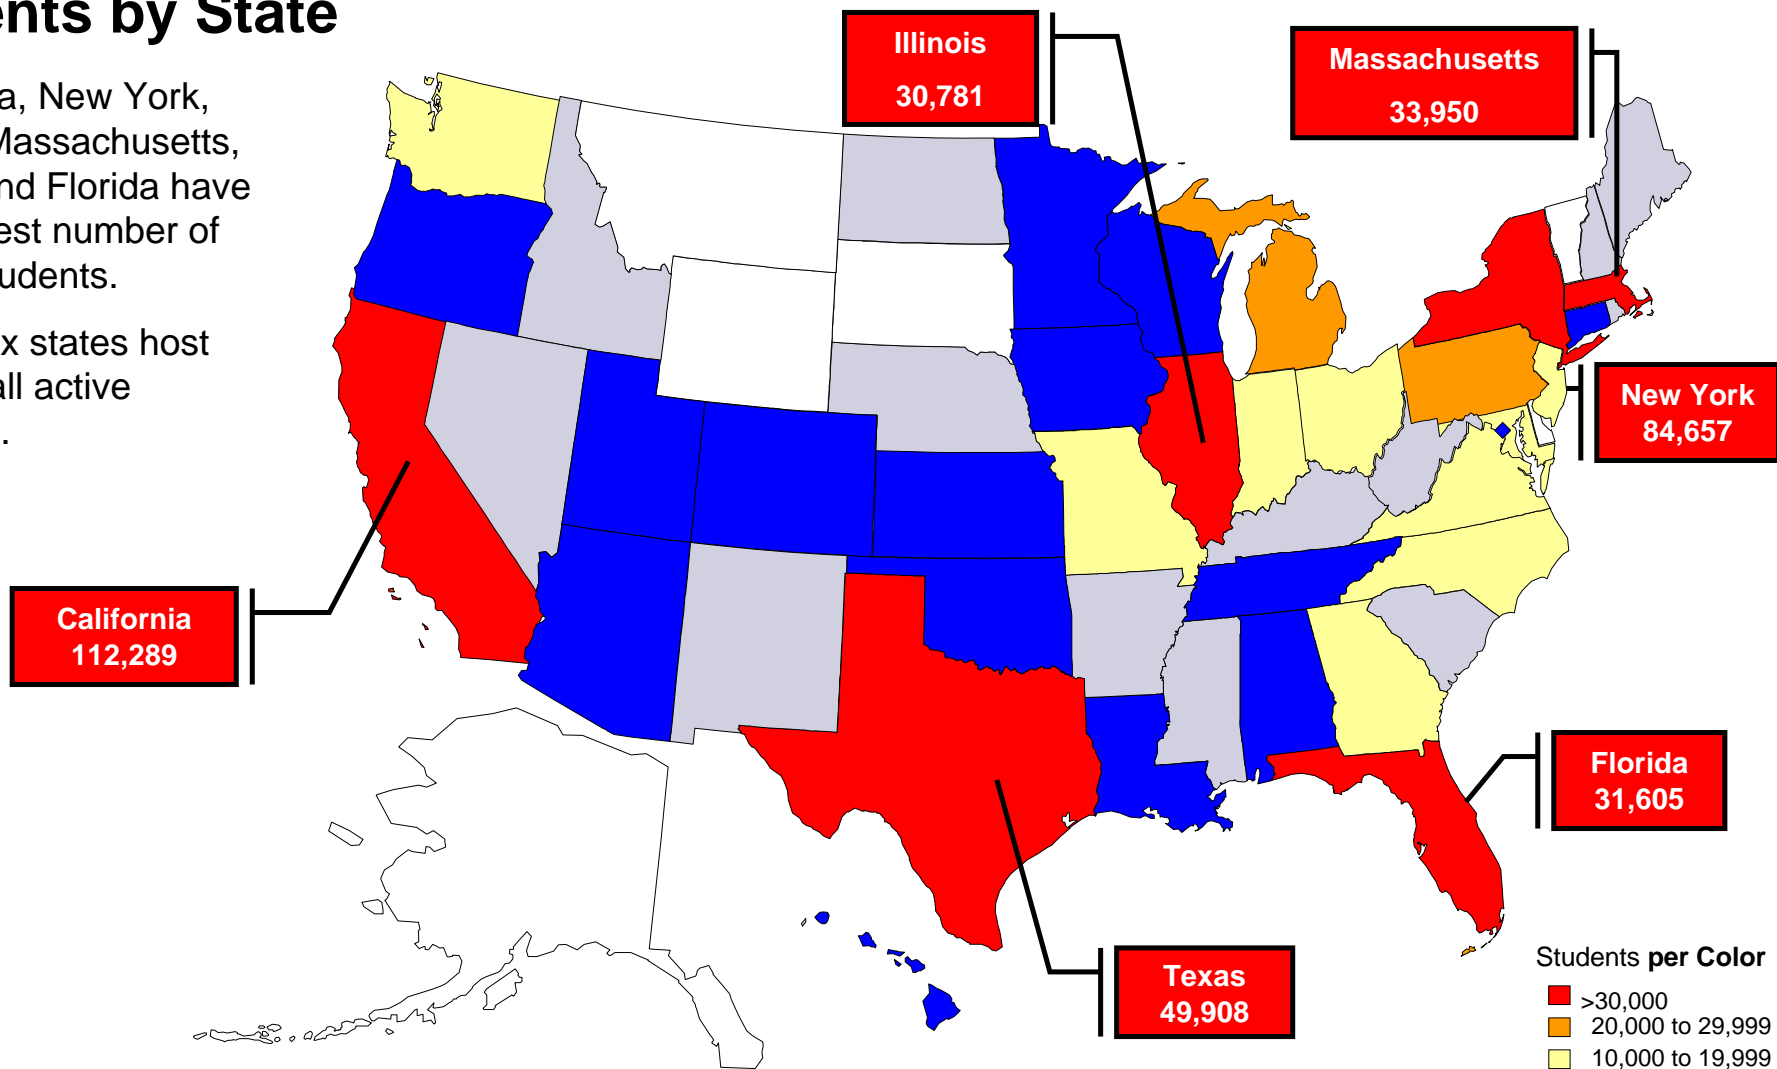 ents by State
a, New York,
Massachusetts,
nd Florida have
est number of
udents.
x states host
all active
.
Illinois
30,781
Massachusetts
33,950
New York
84,657
California
112,289
Florida
31,605
Texas
49,908
Students per Color
>30,000
20,000 to 29,999
10,000 to 19,999